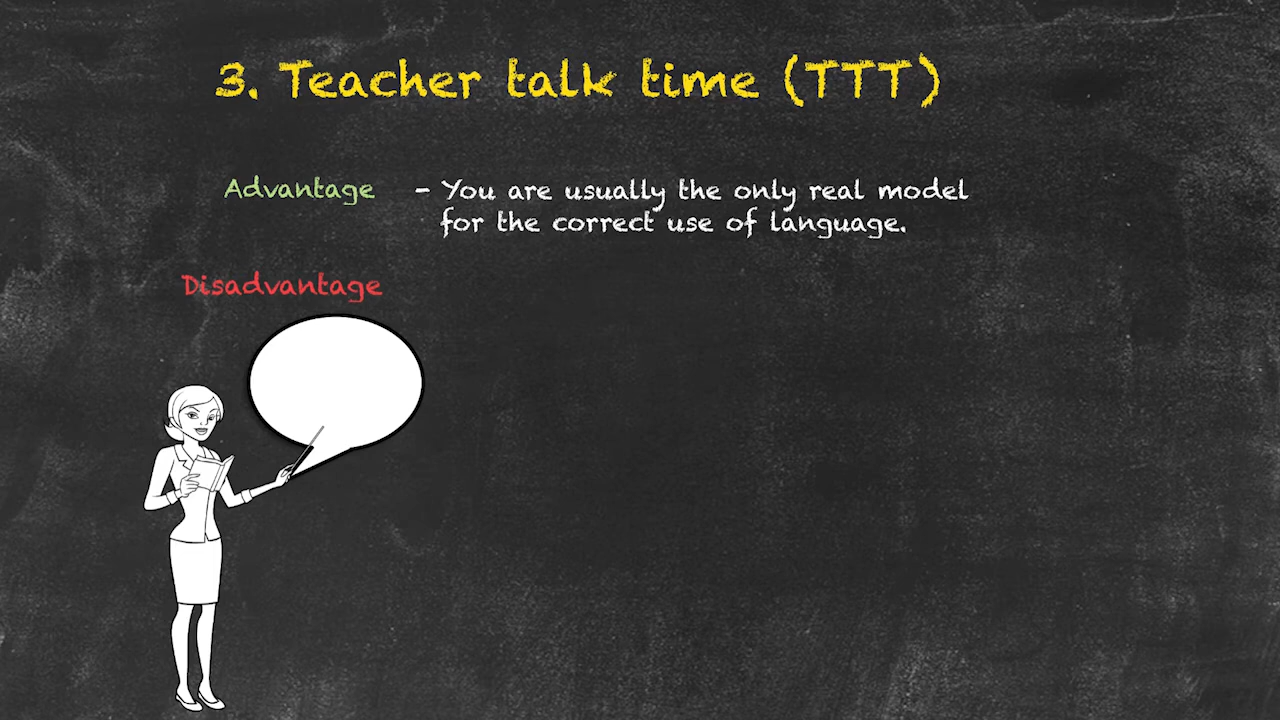 3. Teacher talk time (TTT)
Advantage - You are usually the only real model
for the correct use of language.
Disadvantage